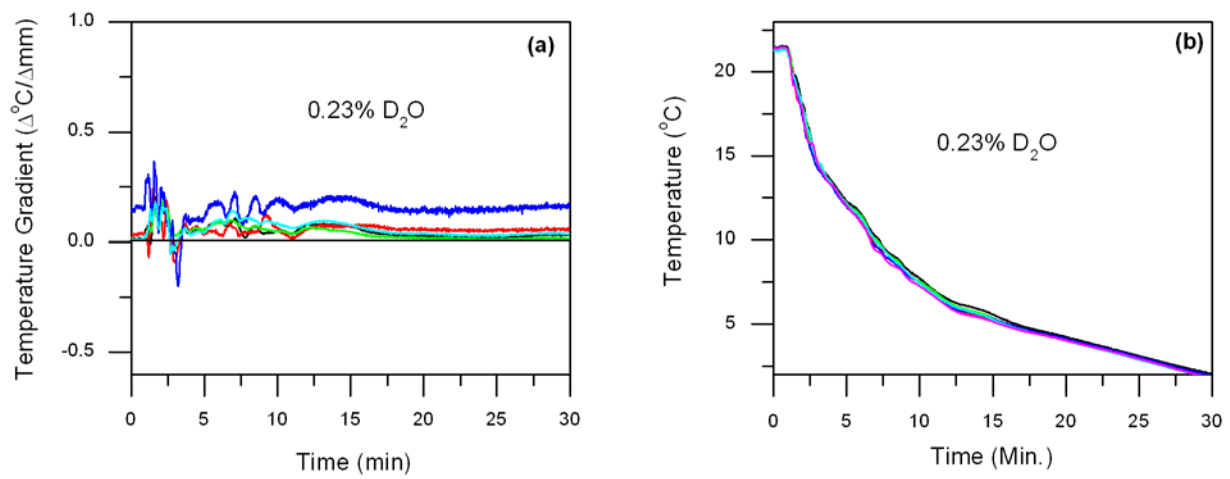 (a)
0.23% D₂O
Temperature Gradient (Δ°C/Δmm)
1.0
0.5
0.0
-0.5
0 5 10 15 20 25 30
Time (min)
(b)
0.23% D₂O
Temperature (°C)
20
15
10
5
0 5 10 15 20 25 30
Time (Min.)